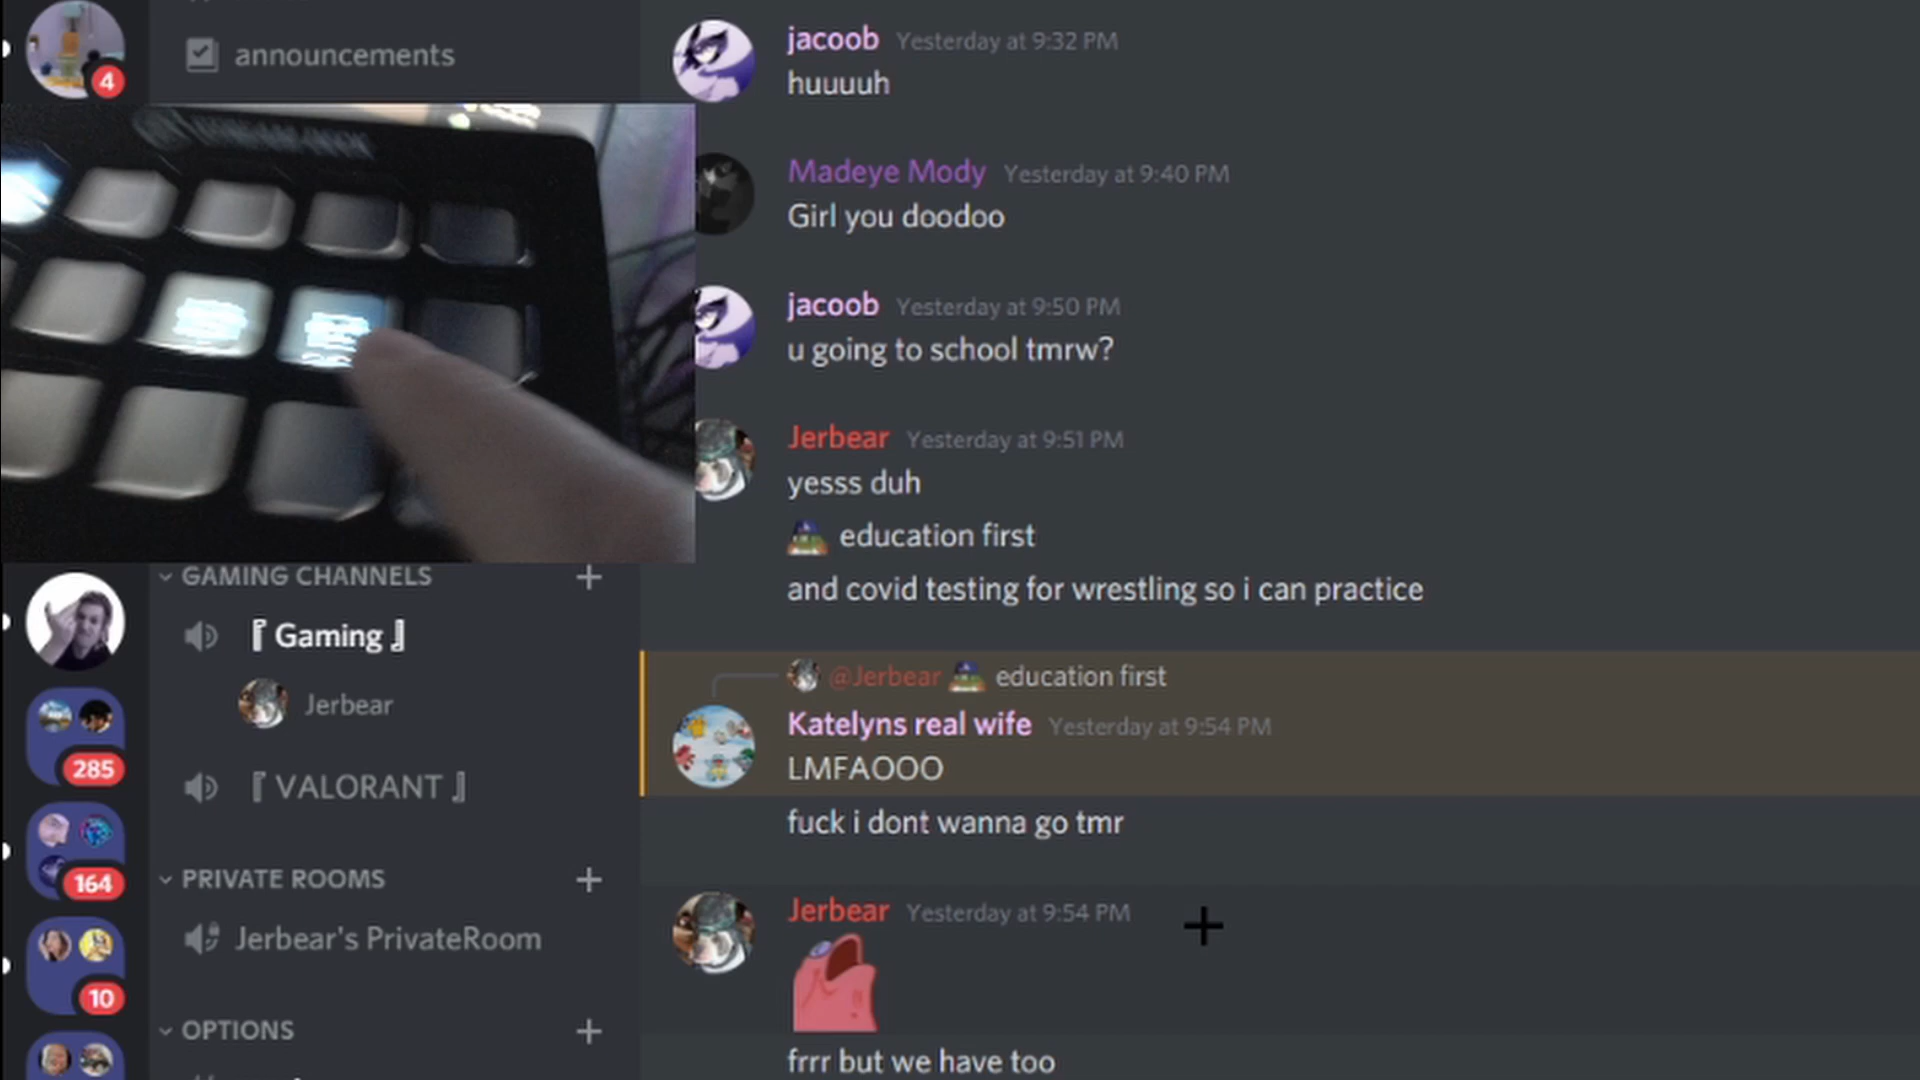 4
announcements
GAMING CHANNELS
『 Gaming 』
Jerbear
285
『 VALORANT 』
164
PRIVATE ROOMS
Jerbear's PrivateRoom
10
OPTIONS
jacoob Yesterday at 9:32 PM
huuuuh
Madeye Mody Yesterday at 9:40 PM
Girl you doodoo
jacoob Yesterday at 9:50 PM
u going to school tmrw?
Jerbear Yesterday at 9:51 PM
yesss duh
education first
and covid testing for wrestling so i can practice
@Jerbear education first
Katelyns real wife Yesterday at 9:54 PM
LMFAOOO
fuck i dont wanna go tmr
Jerbear Yesterday at 9:54 PM
frrr but we have too